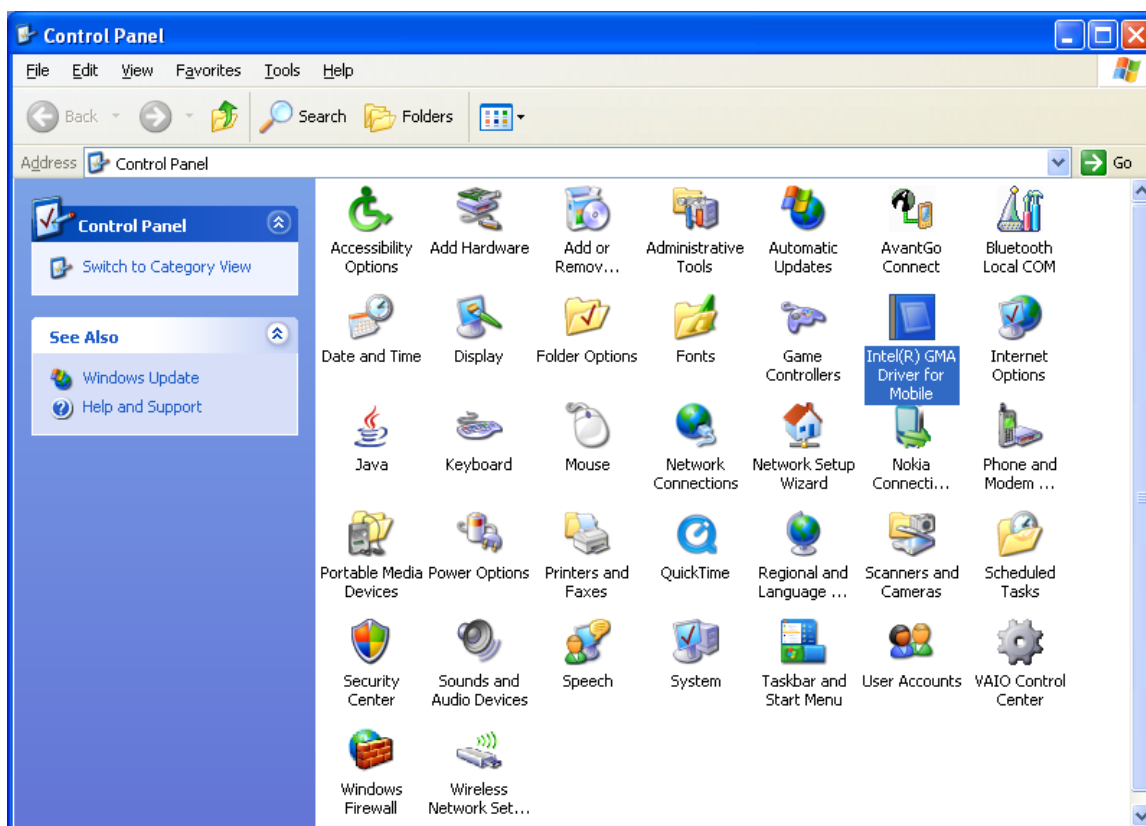 Control Panel
File Edit View Favorites Tools Help
Back Search Folders
Address Control Panel Go
Control Panel
Switch to Category View
See Also
Windows Update
Help and Support
Accessibility
Options
Add Hardware
Add or
Remov...
Administrative
Tools
Automatic
Updates
AvantGo
Connect
Bluetooth
Local COM
Date and Time
Display
Folder Options
Fonts
Game
Controllers
Intel(R) GMA
Driver for
Mobile
Internet
Options
Java
Keyboard
Mouse
Network
Connections
Network Setup
Wizard
Nokia
Connecti...
Phone and
Modem ...
Portable Media
Devices
Power Options
Printers and
Faxes
QuickTime
Regional and
Language ...
Scanners and
Cameras
Scheduled
Tasks
Security
Center
Sounds and
Audio Devices
Speech
System
Taskbar and
Start Menu
User Accounts
VAIO Control
Center
Windows
Firewall
Wireless
Network Set...